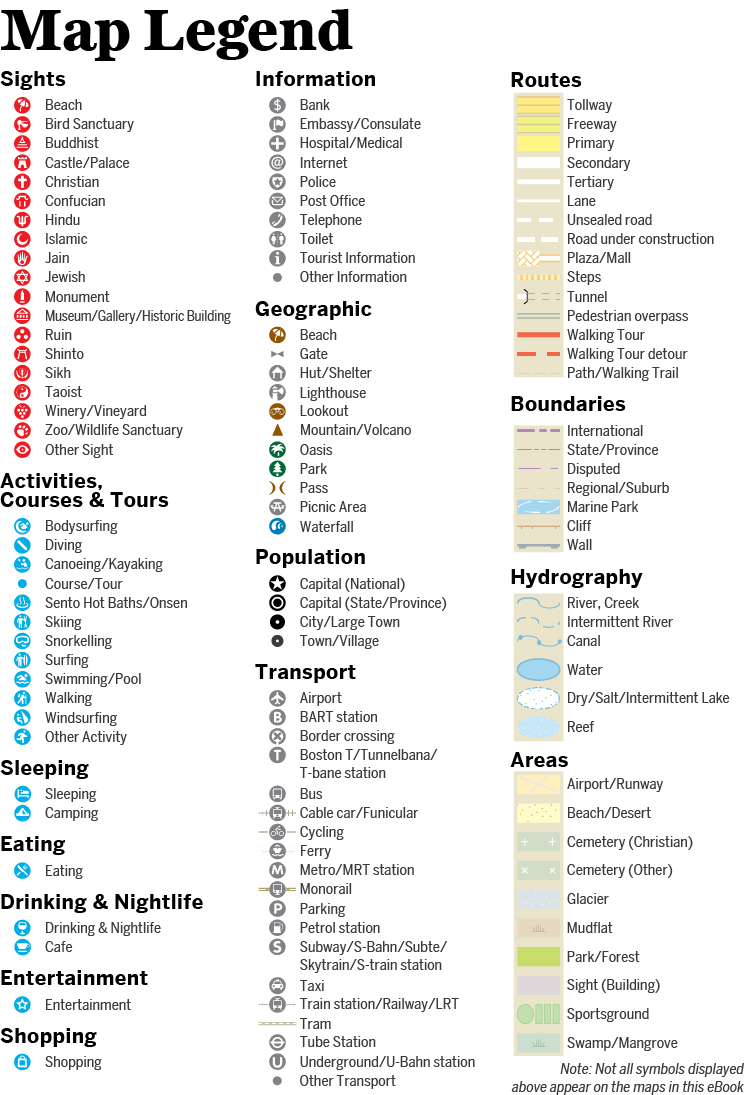 Map Legend
Sights
Beach
Bird Sanctuary
Buddhist
Castle/Palace
Christian
Confucian
Hindu
Islamic
Jain
Jewish
Monument
Museum/Gallery/Historic Building
Ruin
Shinto
Sikh
Taoist
Winery/Vineyard
Zoo/Wildlife Sanctuary
Other Sight
Activities,
Courses & Tours
Bodysurfing
Diving
Canoeing/Kayaking
Course/Tour
Sento Hot Baths/Onsen
Skiing
Snorkelling
Surfing
Swimming/Pool
Walking
Windsurfing
Other Activity
Sleeping
Sleeping
Camping
Eating
Eating
Drinking & Nightlife
Drinking & Nightlife
Cafe
Entertainment
Entertainment
Shopping
Shopping
Information
$ Bank
Embassy/Consulate
Hospital/Medical
@ Internet
Police
Post Office
Telephone
Toilet
i Tourist Information
Other Information
Geographic
Beach
Gate
Hut/Shelter
Lighthouse
Lookout
Mountain/Volcano
Oasis
Park
Pass
Picnic Area
Waterfall
Population
Capital (National)
Capital (State/Province)
City/Large Town
Town/Village
Transport
Airport
B BART station
Border crossing
T Boston T/Tunnelbana/
T-bane station
Bus
Cable car/Funicular
Cycling
Ferry
M Metro/MRT station
Monorail
P Parking
Petrol station
S Subway/S-Bahn/Subte/
Skytrain/S-train station
Taxi
Train station/Railway/LRT
Tram
Tube Station
U Underground/U-Bahn station
Other Transport
Routes
Tollway
Freeway
Primary
Secondary
Tertiary
Lane
Unsealed road
Road under construction
Plaza/Mall
Steps
Tunnel
Pedestrian overpass
Walking Tour
Walking Tour detour
Path/Walking Trail
Boundaries
International
State/Province
Disputed
Regional/Suburb
Marine Park
Cliff
Wall
Hydrography
River, Creek
Intermittent River
Canal
Water
Dry/Salt/Intermittent Lake
Reef
Areas
Airport/Runway
Beach/Desert
Cemetery (Christian)
Cemetery (Other)
Glacier
Mudflat
Park/Forest
Sight (Building)
Sportsground
Swamp/Mangrove
Note: Not all symbols displayed
above appear on the maps in this eBook